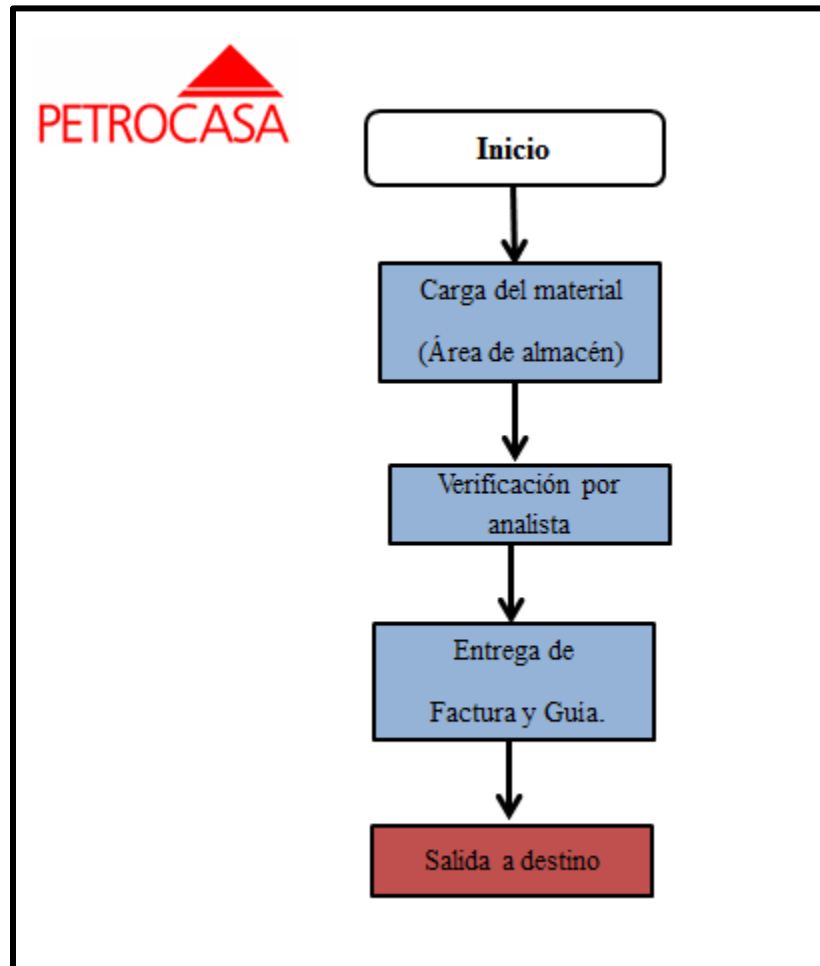 PETROCASA
Inicio
Carga del material
(Área de almacén)
Verificación por
analista
Entrega de
Factura y Guía.
Salida a destino